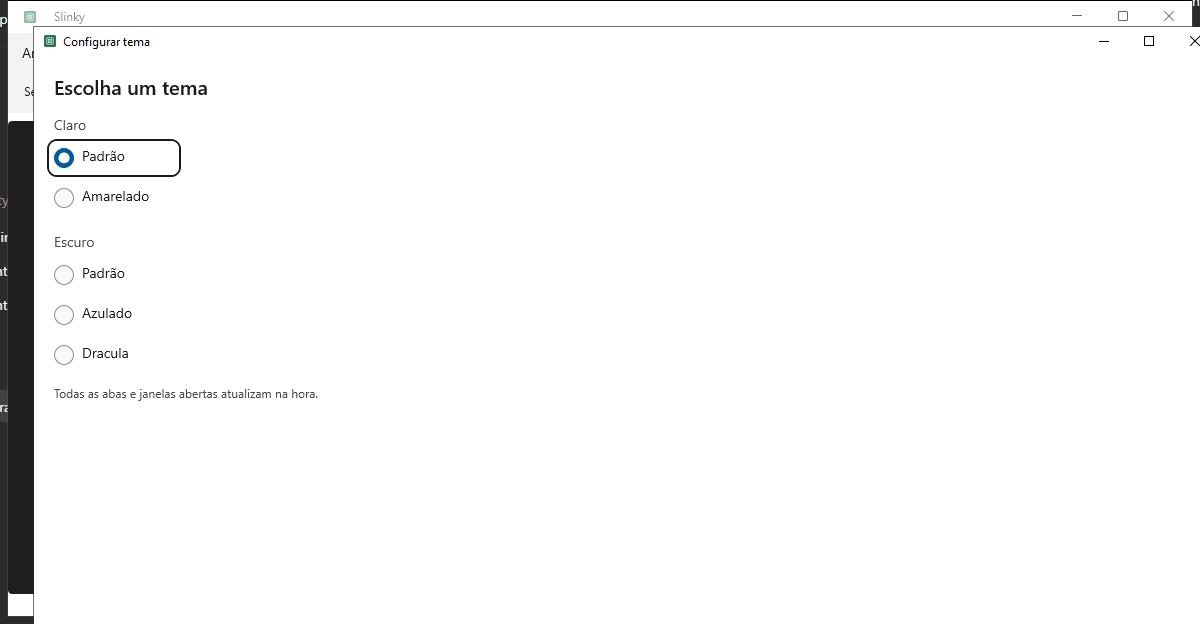 Slinky
Configurar tema
Escolha um tema
Claro
Padrão
Amarelado
Escuro
Padrão
Azulado
Dracula
Todas as abas e janelas abertas atualizam na hora.